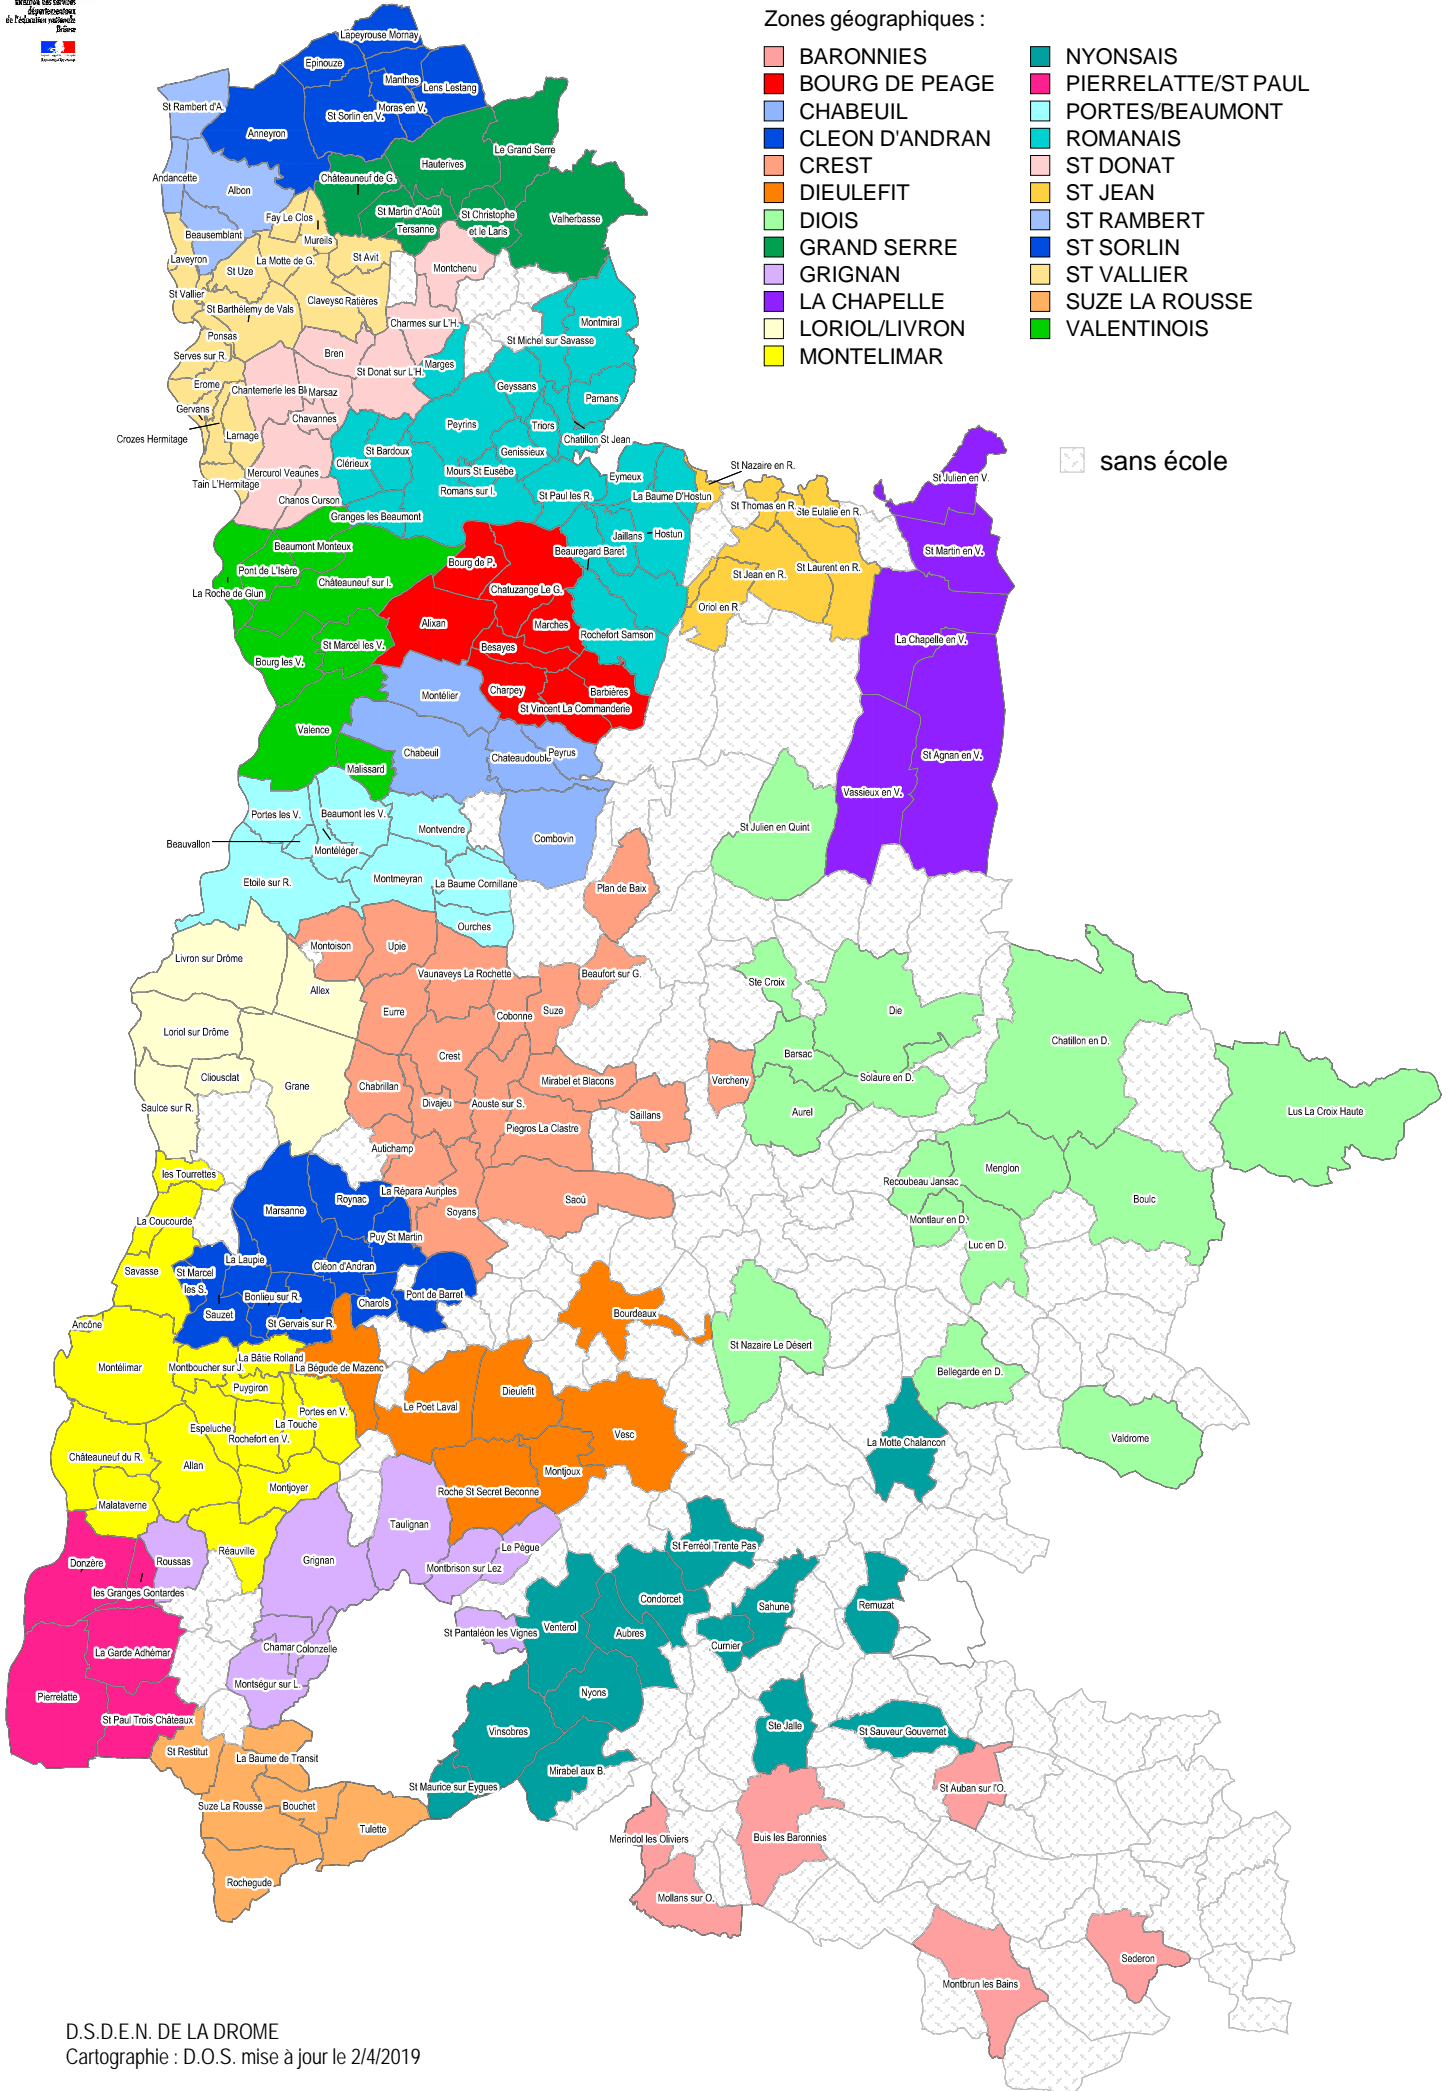 Zones géographiques :
BARONNIES
BOURG DE PEAGE
CHABEUIL
CLEON D'ANDRAN
CREST
DIEULEFIT
DIOIS
GRAND SERRE
GRIGNAN
LA CHAPELLE
LORIOL/LIVRON
MONTELIMAR
NYONSAIS
PIERRELATTE/ST PAUL
PORTES/BEAUMONT
ROMANAIS
ST DONAT
ST JEAN
ST RAMBERT
ST SORLIN
ST VALLIER
SUZE LA ROUSSE
VALENTINOIS
sans école
Lapeyrouse Mornay
Epinouze
Manthes
Lens Lestang
St Rambert d'A.
Moras en V.
St Sorlin en V.
Anneyron
Le Grand Serre
Hauterives
Châteauneuf de G.
Andancette
Albon
St Martin d'Août
St Christophe
et le Laris
Valherbasse
Fay Le Clos
Tersanne
Beausemblant
Mureils
Laveyron
La Motte de G.
St Avit
St Uze
Montchenu
St Vallier
Claveyso
Ratières
St Barthélemy de Vals
Charmes sur L'H.
Montmiral
Ponsas
St Michel sur Savasse
Serves sur R.
Bren
Marges
St Donat sur L'H.
Erome
Chantemerle les Bl
Marsaz
Geyssans
Parnans
Gervans
Chavannes
Crozes Hermitage
Larnage
Peyrins
Triors
Chatillon St Jean
St Bardoux
Genissieux
Clérieux
Mercurol Veaunes
Mours St Eusèbe
Eymeux
St Nazaire en R.
Tain L'Hermitage
Romans sur I.
St Paul les R.
La Baume D'Hostun
St Julien en V.
Chanos Curson
Granges les Beaumont
St Thomas en R.
Ste Eulalie en R.
Jaillans
Hostun
Beaumont Monteux
Beauregard Baret
St Martin en V.
Pont de L'Isère
Bourg de P.
St Laurent en R.
Châteauneuf sur I.
St Jean en R.
La Roche de Glun
Chatuzange Le G.
Oriol en R.
Alixan
Marches
Rochefort Samson
La Chapelle en V.
St Marcel les V.
Besayes
Bourg les V.
Montélier
Charpey
Barbières
St Vincent La Commanderie
Valence
Chabeuil
Chateaudouble
Peyrus
St Agnan en V.
Malissard
Vassieux en V.
Portes les V.
Beaumont les V.
Montvendre
St Julien en Quint
Beauvallon
Montéléger
Combovin
Etoile sur R.
Montmeyran
La Baume Cornillane
Plan de Baix
Ourches
Montoison
Upie
Livron sur Drôme
Vaunaveys La Rochette
Beaufort sur G.
Ste Croix
Allex
Eurre
Cobonne
Suze
Die
Loriol sur Drôme
Chatillon en D.
Crest
Barsac
Cliousclat
Grane
Chabrillan
Mirabel et Blacons
Vercheny
Solaure en D.
Saulce sur R.
Divajeu
Aouste sur S.
Saillans
Aurel
Lus La Croix Haute
Piegros La Clastre
Autichamp
les Tourrettes
Menglon
La Répara Auriples
Recoubeau Jansac
Roynac
Saoû
Boulc
Marsanne
Soyans
La Coucourde
Montlaur en D.
Puy St Martin
Luc en D.
La Laupie
Cléon d'Andran
Savasse
St Marcel
les S.
Pont de Barret
Bonlieu sur R.
Charols
Sauzet
Bourdeaux
Ancône
St Gervais sur R.
St Nazaire Le Désert
La Bâtie Rolland
Montélimar
Montboucher sur J.
La Bégude de Mazenc
Bellegarde en D.
Puygiron
Dieulefit
Le Poet Laval
Portes en V.
Espeluche
La Touche
Vesc
Rochefort en V.
La Motte Chalancon
Valdrome
Châteauneuf du R.
Allan
Montjoux
Montjoyer
Roche St Secret Beconne
Malataverne
Taulignan
Réauville
Le Pègue
St Ferréol Trente Pas
Donzère
Roussas
Grignan
Montbrison sur Lez
les Granges Gontardes
Condorcet
Sahune
Remuzat
Venterol
Aubres
St Pantaléon les Vignes
Curnier
La Garde Adhémar
Chamar
Colonzelle
Montségur sur L.
Nyons
Pierrelatte
St Paul Trois Châteaux
Ste Jalle
St Sauveur Gouvernet
Vinsobres
St Restitut
La Baume de Transit
Mirabel aux B.
St Maurice sur Eygues
St Auban sur l'O.
Suze La Rousse
Bouchet
Tulette
Merindol les Oliviers
Buis les Baronnies
Rochegude
Mollans sur O.
Sederon
Montbrun les Bains
D.S.D.E.N. DE LA DROME
Cartographie : D.O.S. mise à jour le 2/4/2019